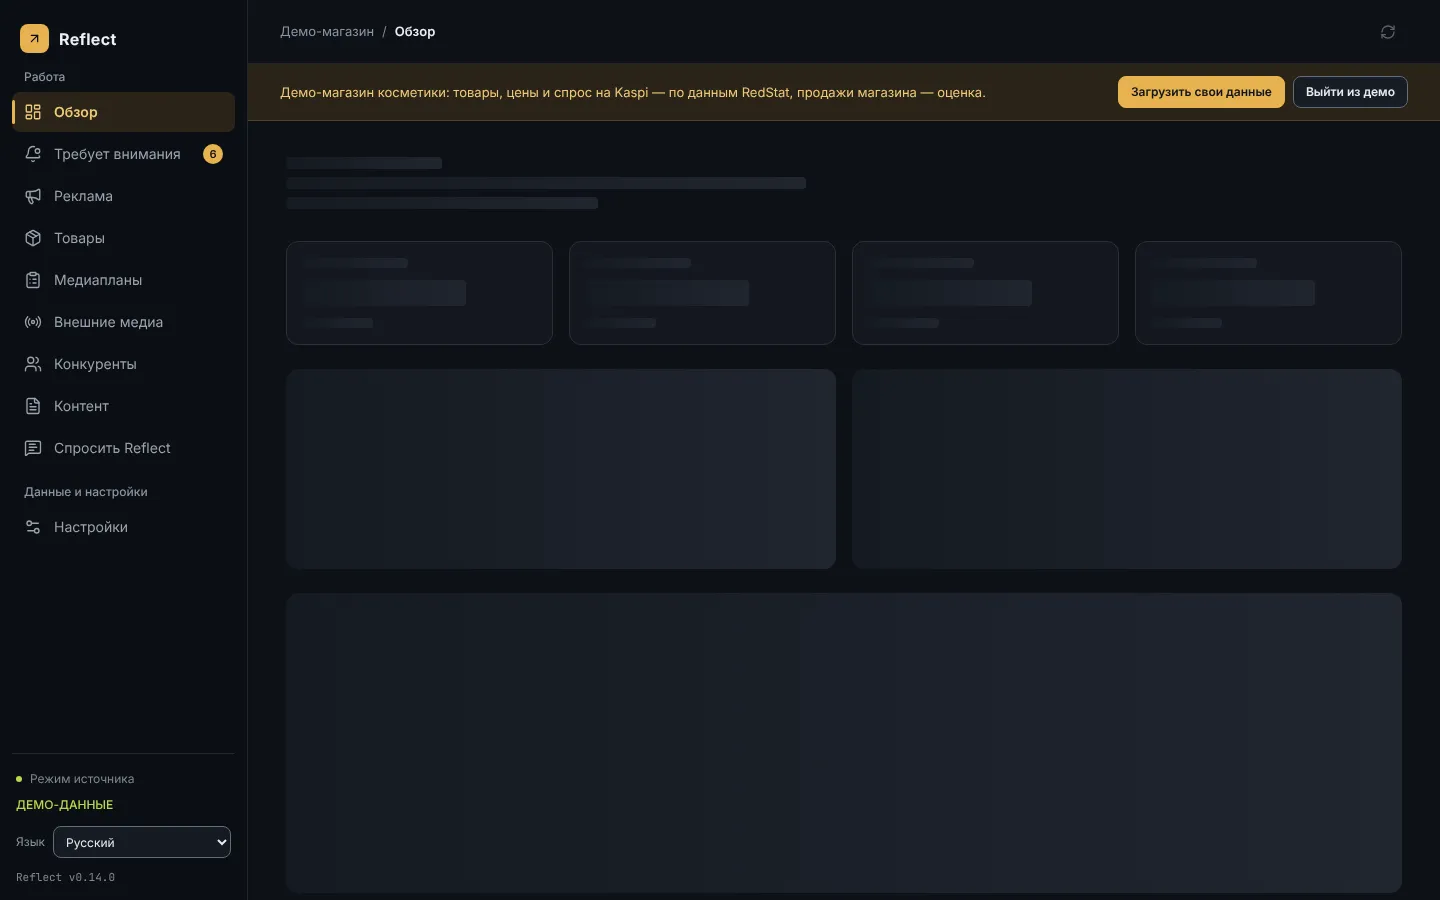 Reflect
Работа
Обзор
Требует внимания 6
Реклама
Товары
Медиапланы
Внешние медиа
Конкуренты
Контент
Спросить Reflect
Данные и настройки
Настройки
Режим источника
ДЕМО-ДАННЫЕ
Язык Русский
Reflect v0.14.0
Демо-магазин / Обзор
Демо-магазин косметики: товары, цены и спрос на Kaspi — по данным RedStat, продажи магазина — оценка.
Загрузить свои данные
Выйти из демо